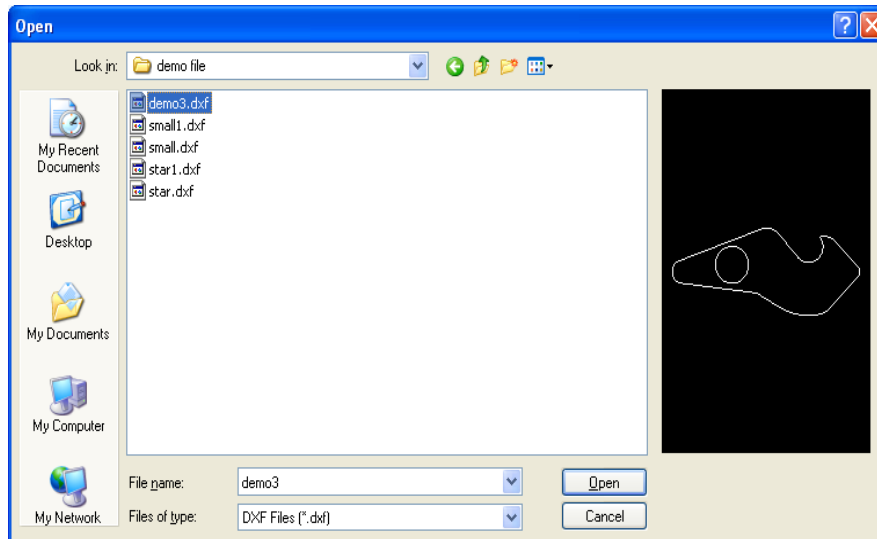 Open
Look in: demo file
demo3.dxf
small1.dxf
small.dxf
star1.dxf
star.dxf
My Recent
Documents
Desktop
My Documents
My Computer
My Network
File name: demo3 Open
Files of type: DXF Files (*.dxf) Cancel